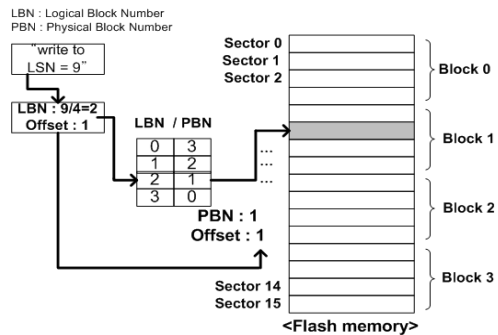 LBN : Logical Block Number
PBN : Physical Block Number
"write to
LSN = 9"
LBN : 9/4=2
Offset : 1
LBN / PBN
0 3
1 2
2 1
3 0
PBN : 1
Offset : 1
Sector 0
Sector 1
Sector 2
...
...
...
Sector 14
Sector 15
Block 0
Block 1
Block 2
Block 3
<Flash memory>